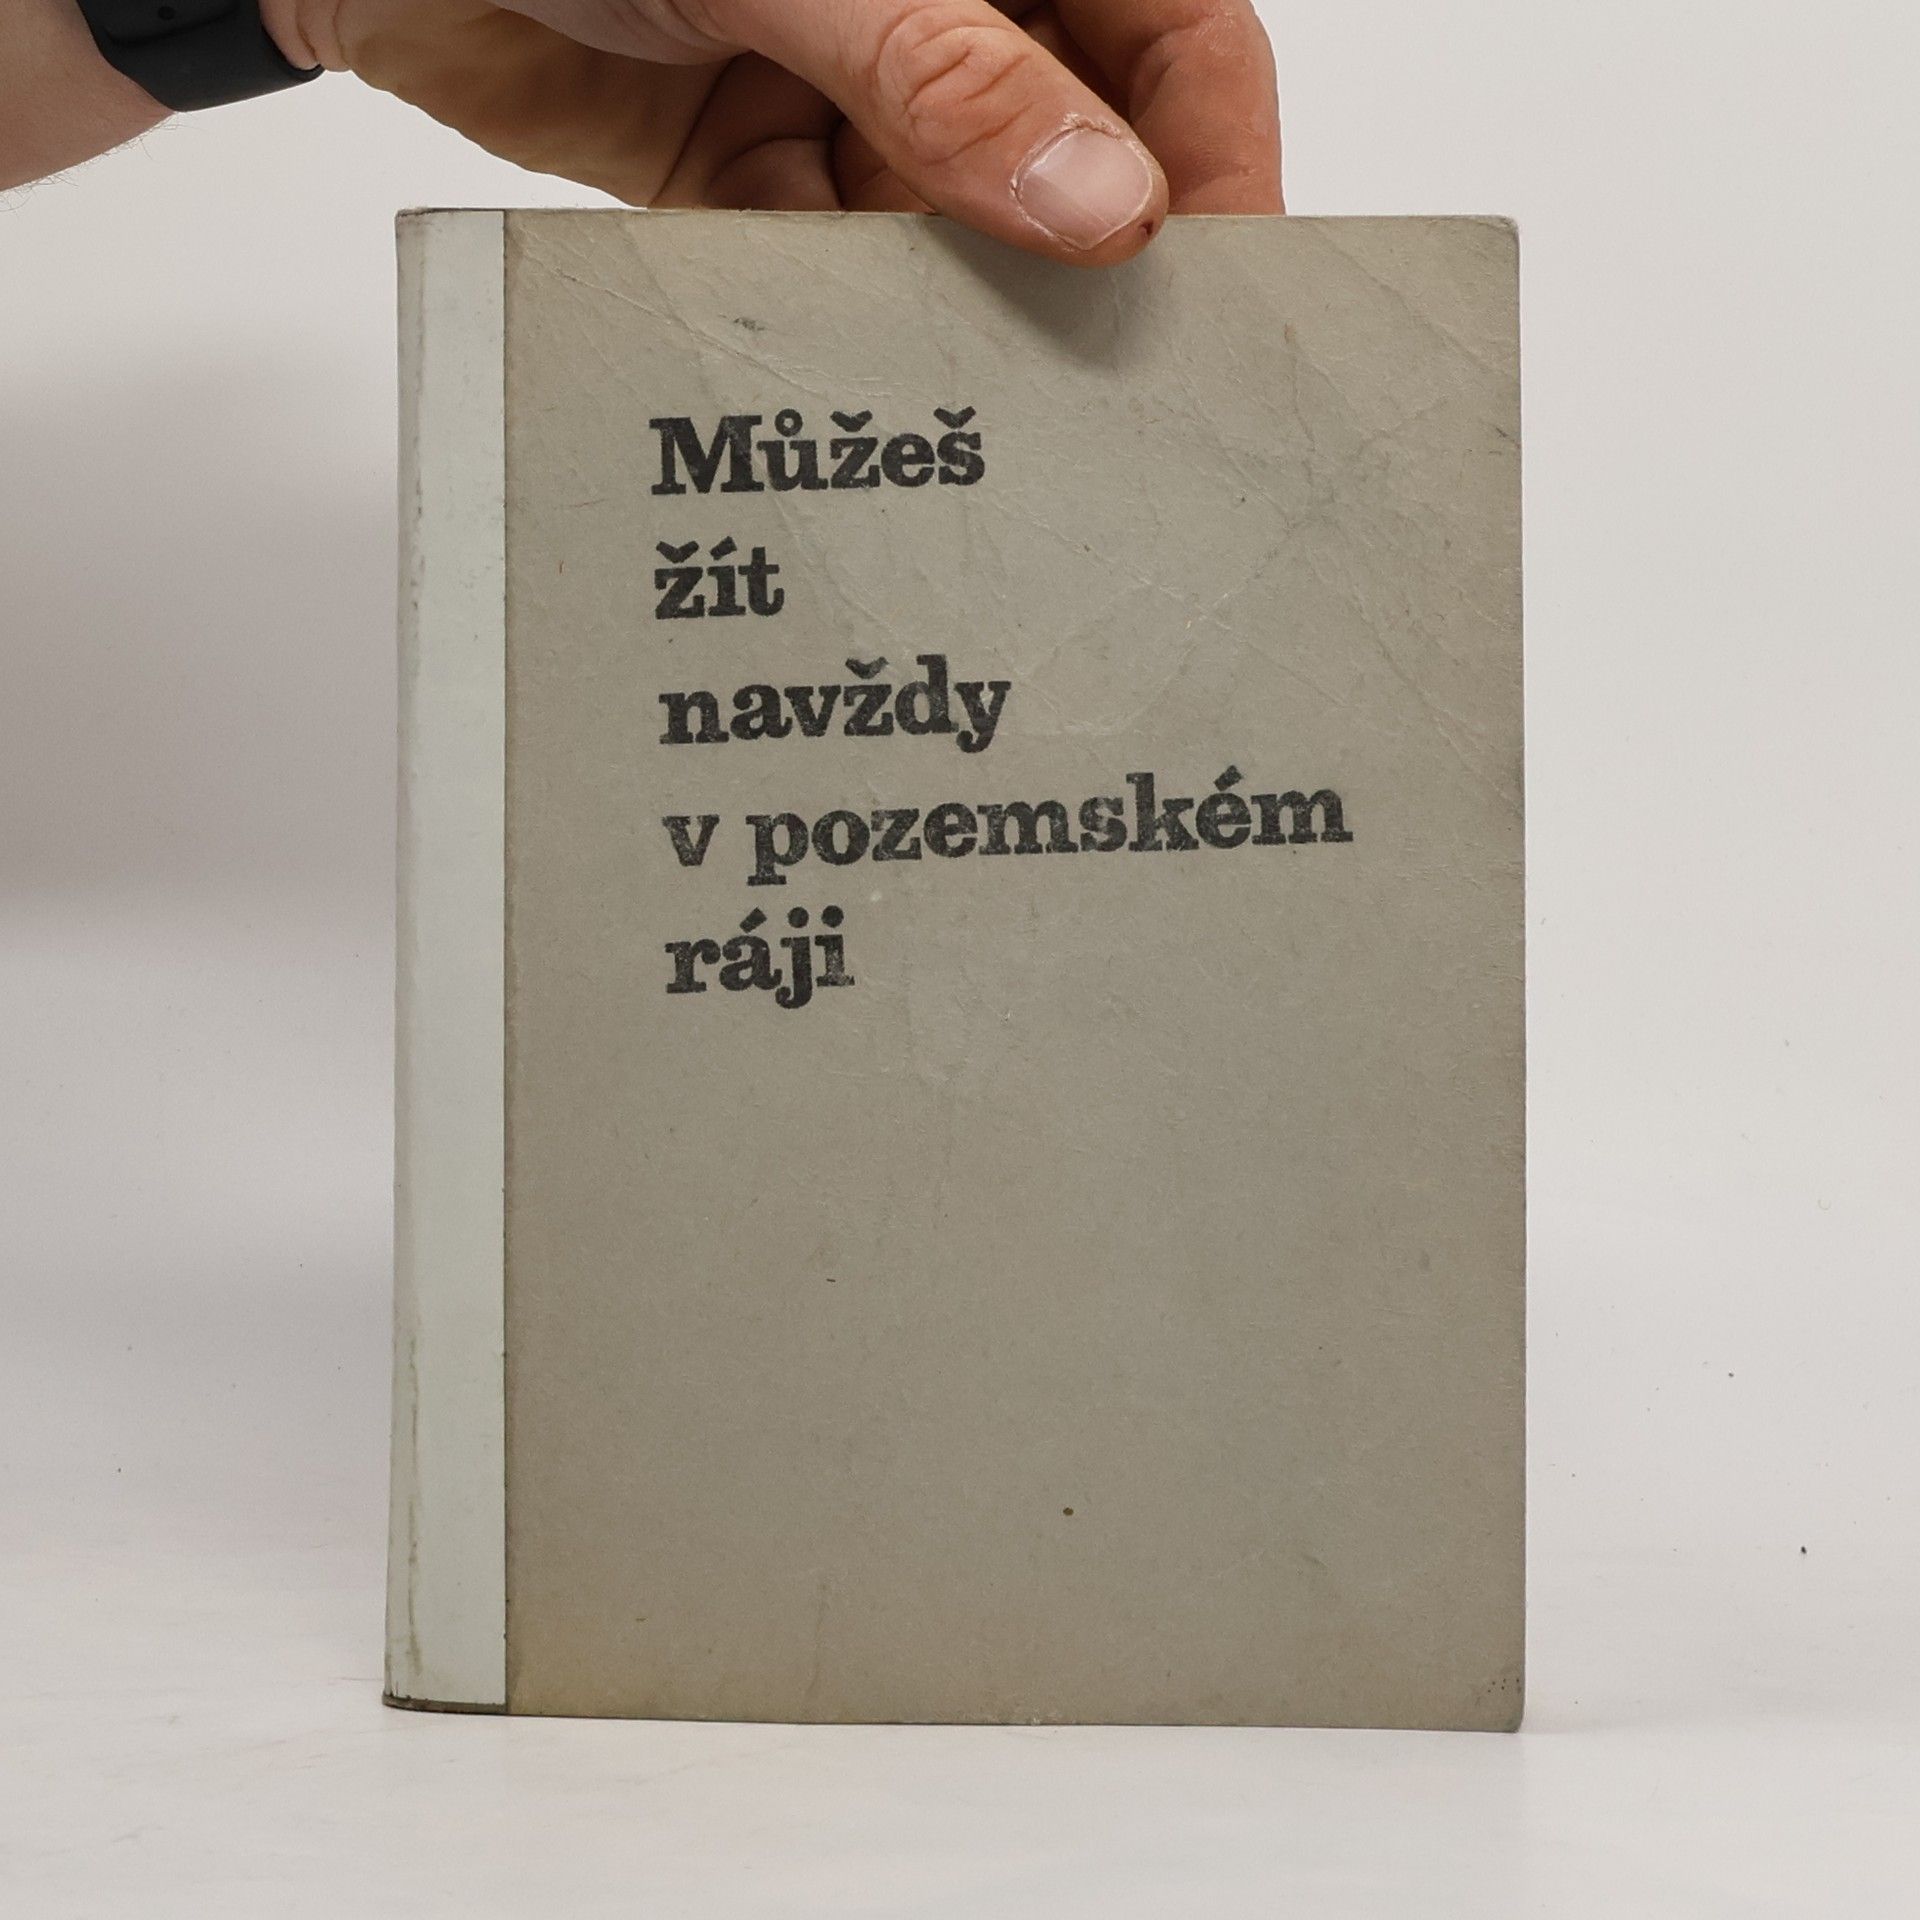 Můžeš
žít
navždy
v pozemském
ráji